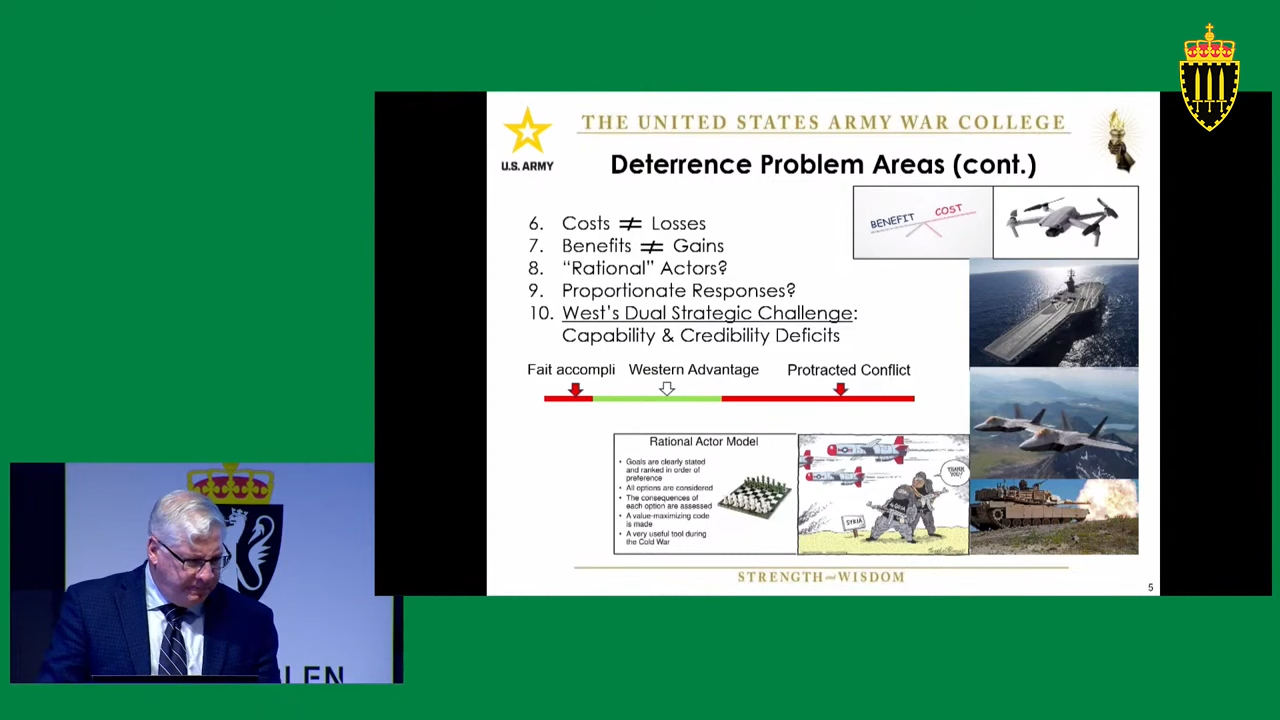 THE UNITED STATES ARMY WAR COLLEGE
U.S. ARMY
Deterrence Problem Areas (cont.)
6. Costs ≠ Losses
7. Benefits ≠ Gains
8. “Rational” Actors?
9. Proportionate Responses?
10. West’s Dual Strategic Challenge:
Capability & Credibility Deficits
BENEFIT COST
Fait accompli Western Advantage Protracted Conflict
Rational Actor Model
• Goals are clearly stated
and ranked in order of
preference
• All options are considered
• The consequences of
each option are assessed
• A value-maximizing code
is made
• A very useful tool during
the Cold War
THANK
YOU!
SYRIA
STRENGTH and WISDOM
5
LEN